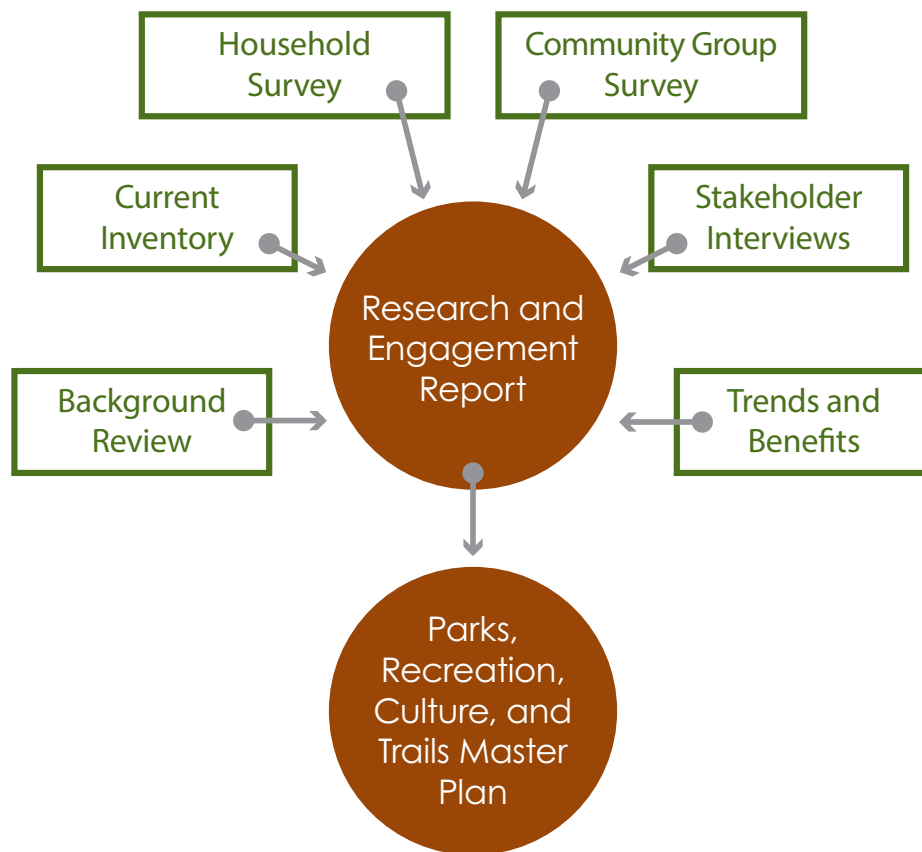 Household
Survey
Community Group
Survey
Current
Inventory
Stakeholder
Interviews
Research and
Engagement
Report
Background
Review
Trends and
Benefits
Parks,
Recreation,
Culture, and
Trails Master
Plan